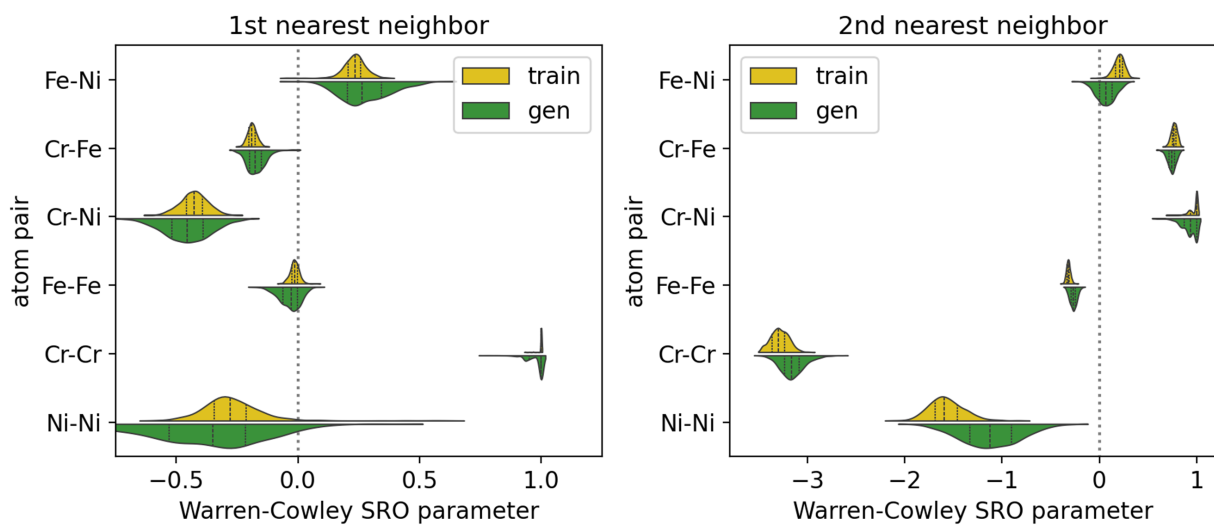 1st nearest neighbor
Fe-Ni
Cr-Fe
Cr-Ni
Fe-Fe
Cr-Cr
Ni-Ni
atom pair
train
gen
−0.5 0.0 0.5 1.0
Warren-Cowley SRO parameter
2nd nearest neighbor
Fe-Ni
Cr-Fe
Cr-Ni
Fe-Fe
Cr-Cr
Ni-Ni
atom pair
train
gen
−3 −2 −1 0 1
Warren-Cowley SRO parameter